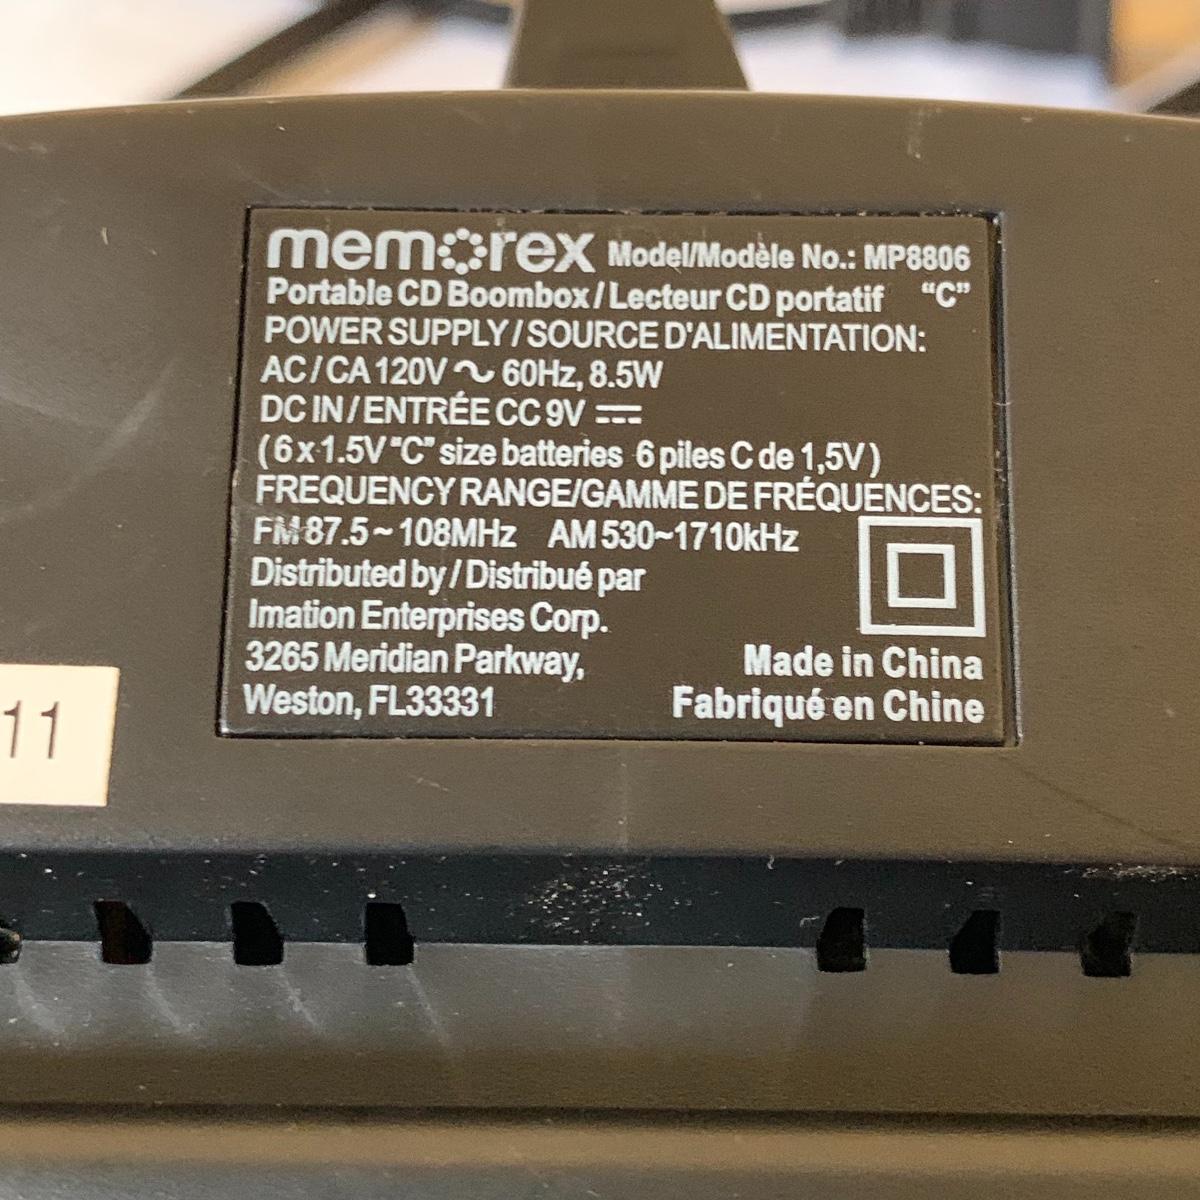 memorex Model/Modèle No.: MP8806
Portable CD Boombox / Lecteur CD portatif "C"
POWER SUPPLY / SOURCE D'ALIMENTATION:
AC / CA 120V ~ 60Hz, 8.5W
DC IN / ENTRÉE CC 9V ⎓
( 6 x 1.5V "C" size batteries 6 piles C de 1,5V )
FREQUENCY RANGE/GAMME DE FRÉQUENCES:
FM 87.5 ~ 108MHz AM 530~1710kHz
Distributed by / Distribué par
Imation Enterprises Corp.
3265 Meridian Parkway,
Weston, FL33331
Made in China
Fabriqué en Chine
11